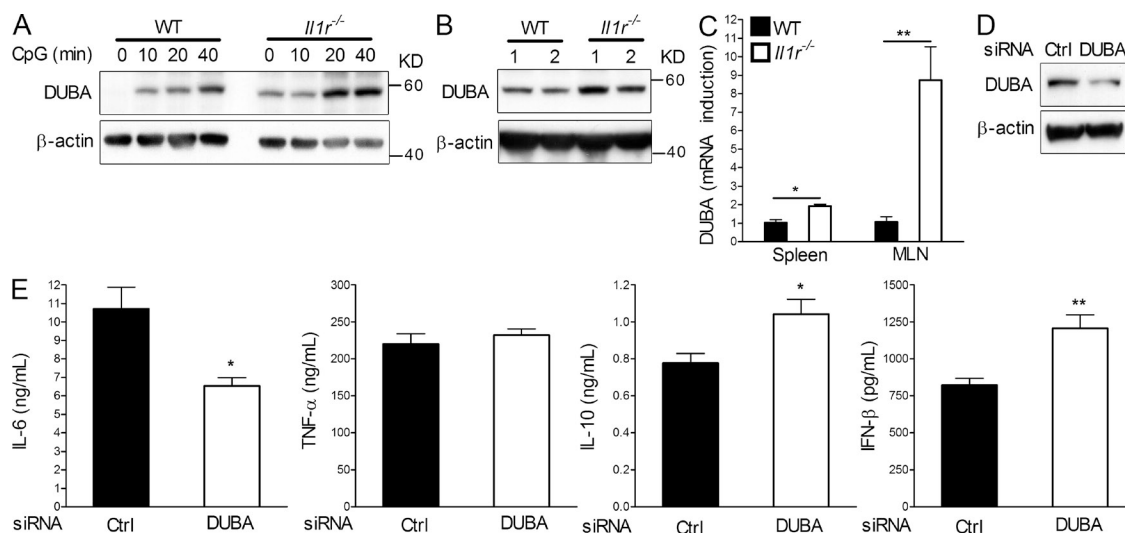 A
WT
Il1r-/-
CpG (min)
0 10 20 40 0 10 20 40
KD
DUBA
60
β-actin
40
B
WT
Il1r-/-
1 2 1 2
KD
DUBA
60
β-actin
40
C
WT
Il1r-/-
DUBA (mRNA induction)
12
11
10
9
8
7
6
5
4
3
2
1
0
*
**
Spleen
MLN
D
siRNA Ctrl DUBA
DUBA
β-actin
E
IL-6 (ng/mL)
12
11
10
9
8
7
6
5
4
3
2
1
0
*
siRNA Ctrl DUBA
TNF-α (ng/mL)
300
250
200
150
100
50
0
siRNA Ctrl DUBA
IL-10 (ng/mL)
1.2
1.0
0.8
0.6
0.4
0.2
0.0
*
siRNA Ctrl DUBA
IFN-β (pg/mL)
1500
1250
1000
750
500
250
0
**
siRNA Ctrl DUBA